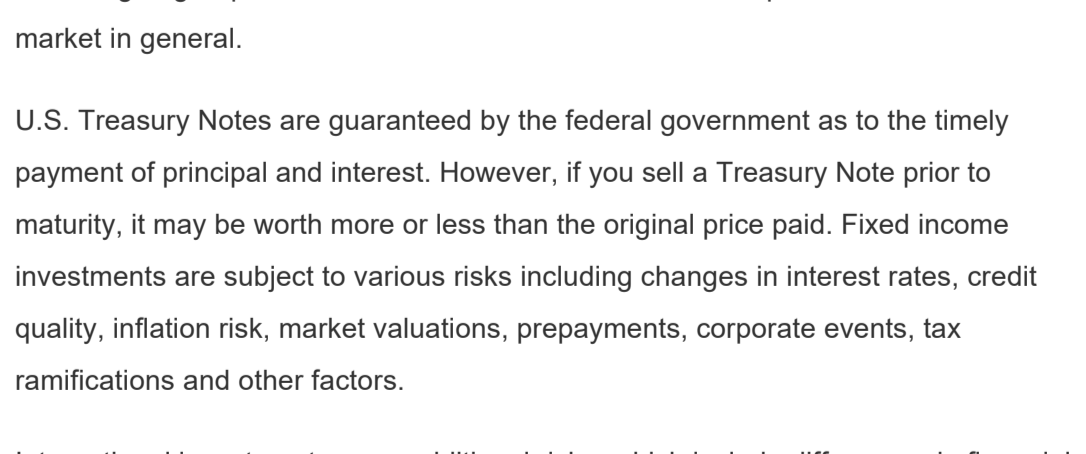 market in general.
U.S. Treasury Notes are guaranteed by the federal government as to the timely
payment of principal and interest. However, if you sell a Treasury Note prior to
maturity, it may be worth more or less than the original price paid. Fixed income
investments are subject to various risks including changes in interest rates, credit
quality, inflation risk, market valuations, prepayments, corporate events, tax
ramifications and other factors.